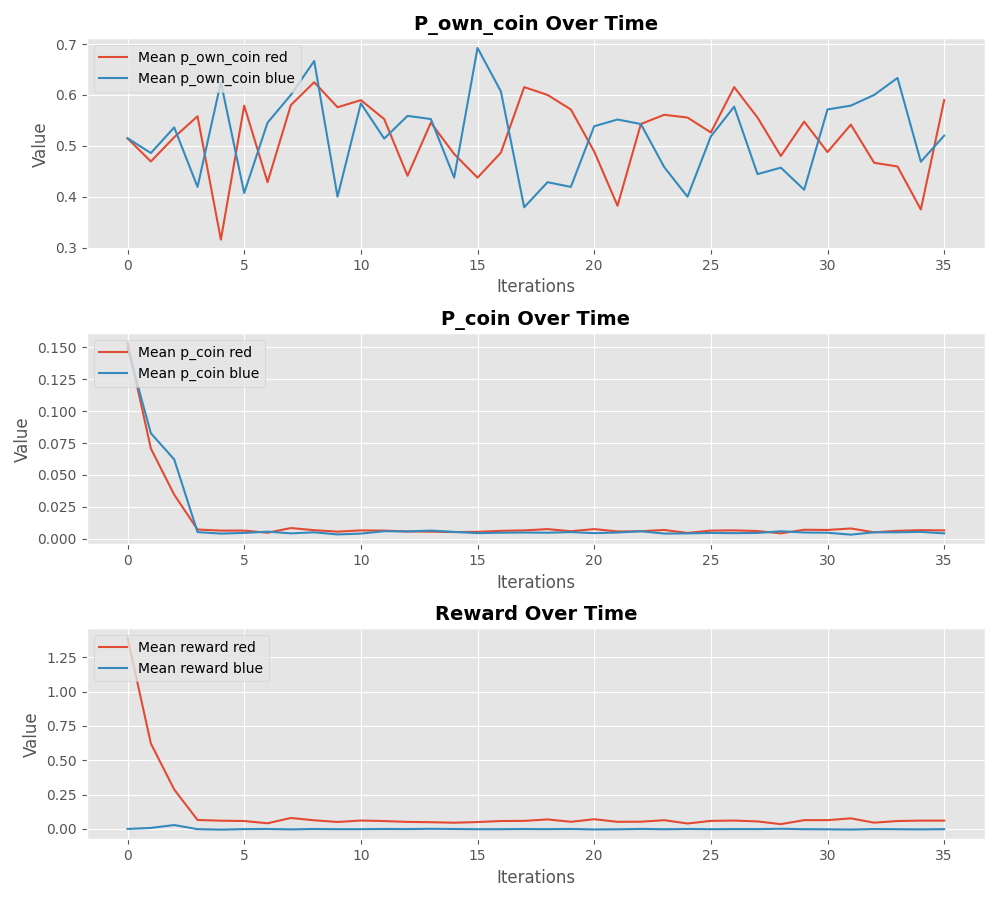 P_own_coin Over Time
Mean p_own_coin red
Mean p_own_coin blue
Value
0.7
0.6
0.5
0.4
0.3
0 5 10 15 20 25 30 35
Iterations
P_coin Over Time
Mean p_coin red
Mean p_coin blue
Value
0.150
0.125
0.100
0.075
0.050
0.025
0.000
0 5 10 15 20 25 30 35
Iterations
Reward Over Time
Mean reward red
Mean reward blue
Value
1.25
1.00
0.75
0.50
0.25
0.00
0 5 10 15 20 25 30 35
Iterations